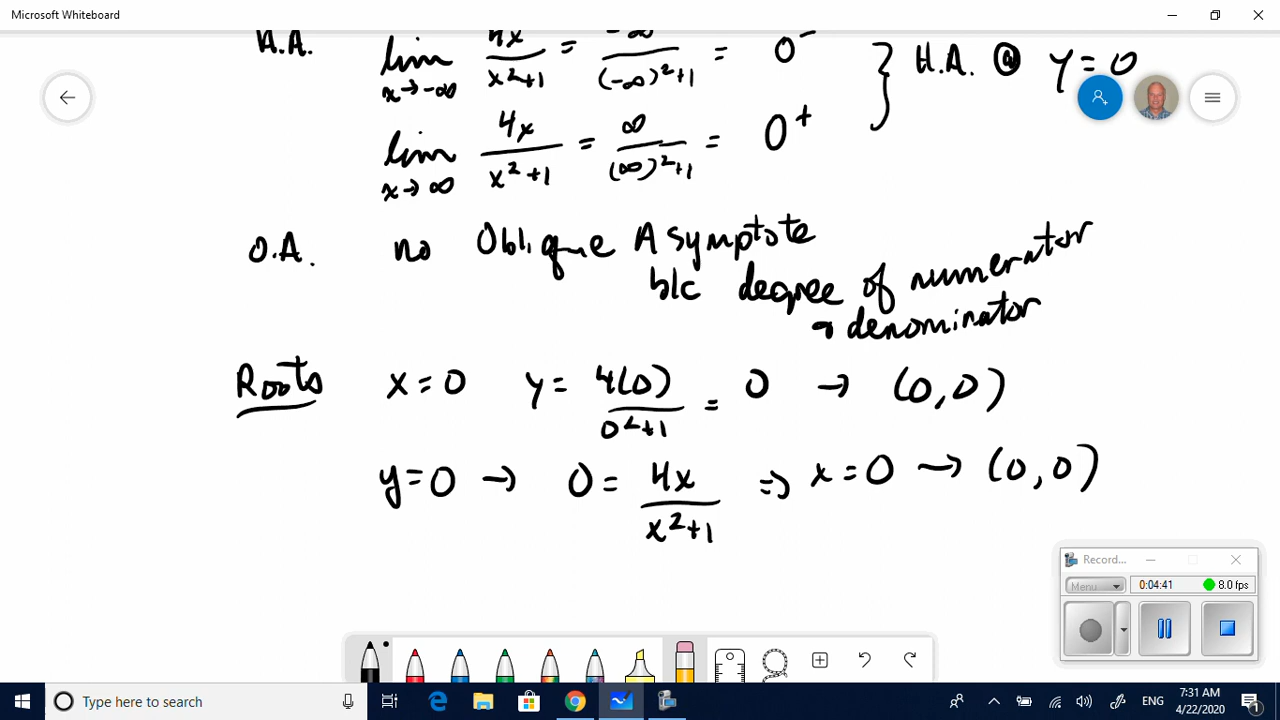 Microsoft Whiteboard
H.A. lim x→-∞ 4x/x²+1 = -∞/(-∞)²+1 = 0⁻ } H.A. @ y=0
lim x→∞ 4x/x²+1 = ∞/(∞)²+1 = 0⁺
O.A. no Oblique Asymptote
b/c degree of numerator
denominator
Roots x=0 y= 4(0)/0²+1 = 0 → (0,0)
y=0 → 0= 4x/x²+1 ⇒ x=0 → (0,0)
Record...
Menu 0:04:41 8.0 fps
Type here to search
ENG
7:31 AM
4/22/2020
1